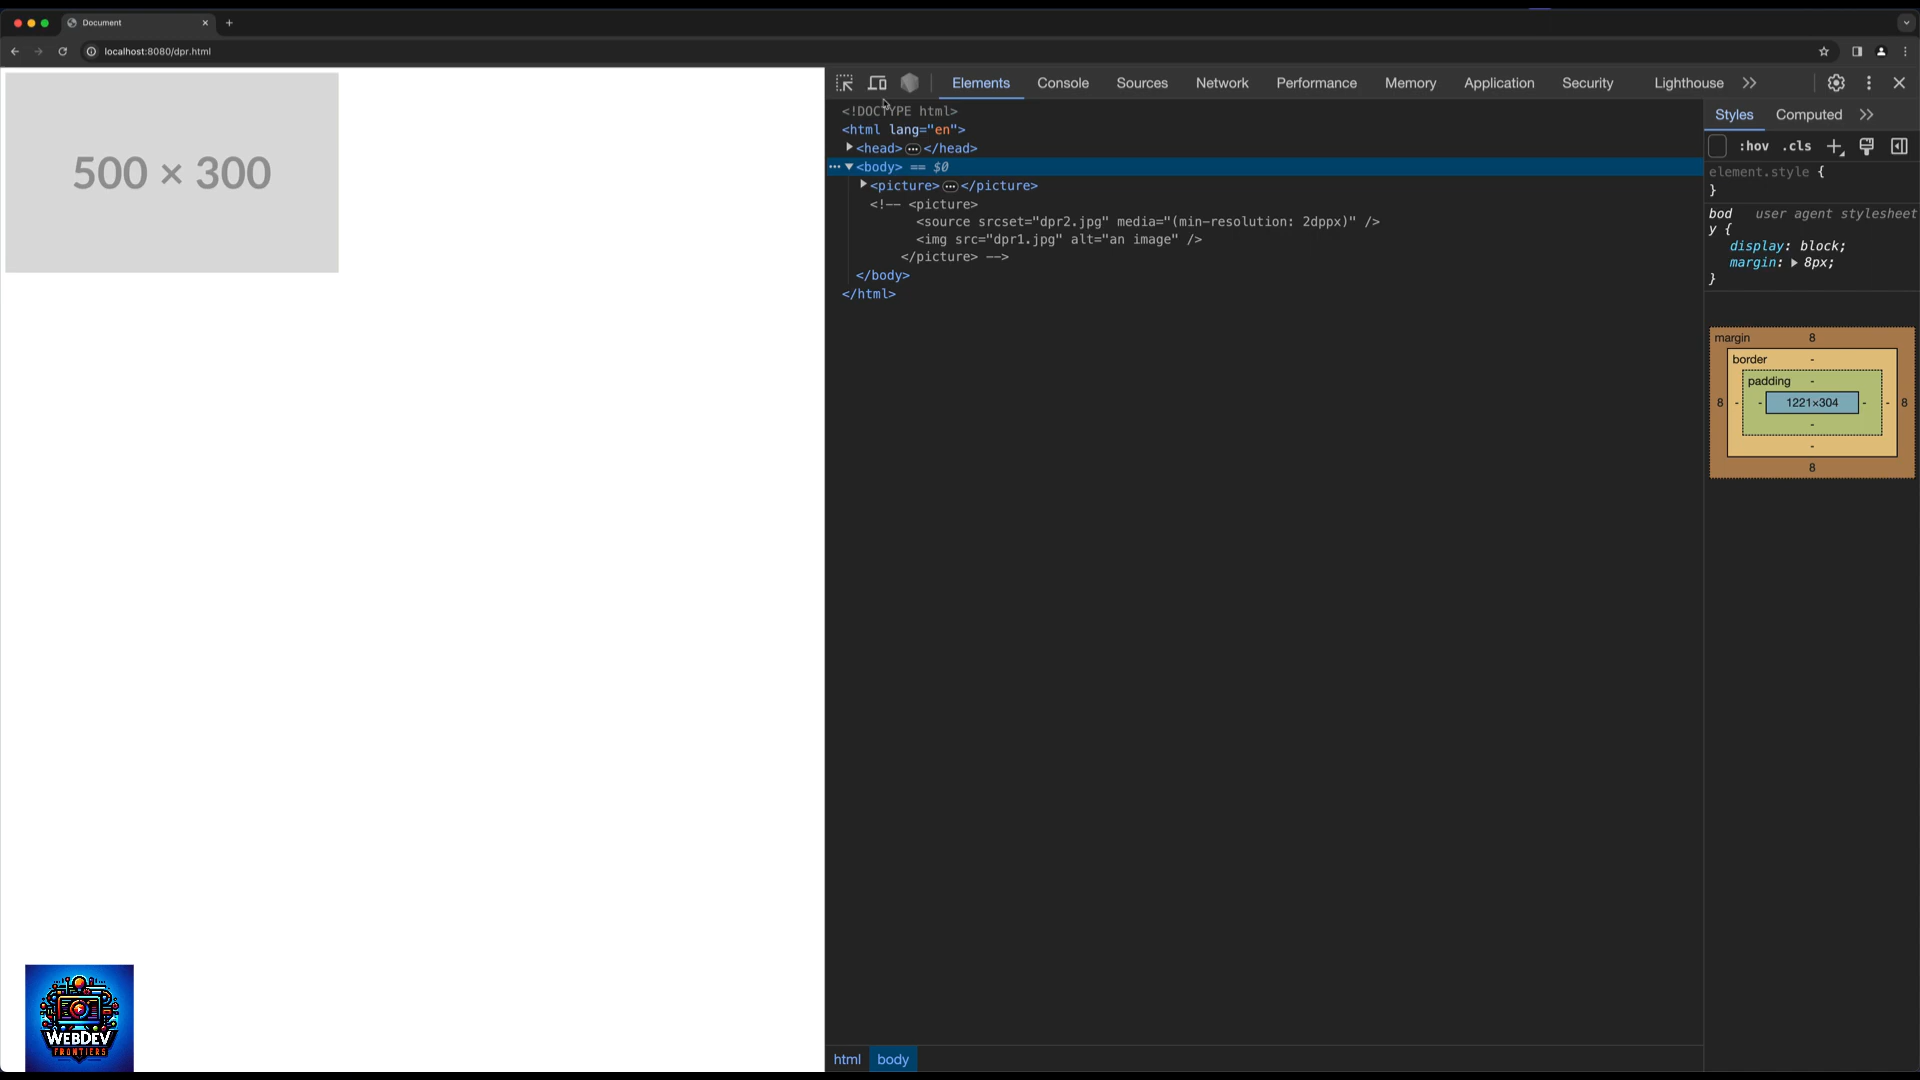 Document
localhost:8080/dpr.html
500 × 300
Elements Console Sources Network Performance Memory Application Security Lighthouse
<!DOCTYPE html>
<html lang="en">
<head> </head>
<body> == $0
<picture> </picture>
<!-- <picture>
<source srcset="dpr2.jpg" media="(min-resolution: 2dppx)" />
<img src="dpr1.jpg" alt="an image" />
</picture> -->
</body>
</html>
html body
Styles Computed
:hov .cls
element.style {
}
bod user agent stylesheet
y {
display: block;
margin: 8px;
}
margin 8
border -
padding -
8 - - 1221×304 - - 8
-
-
8
WEBDEV
FRONTIERS